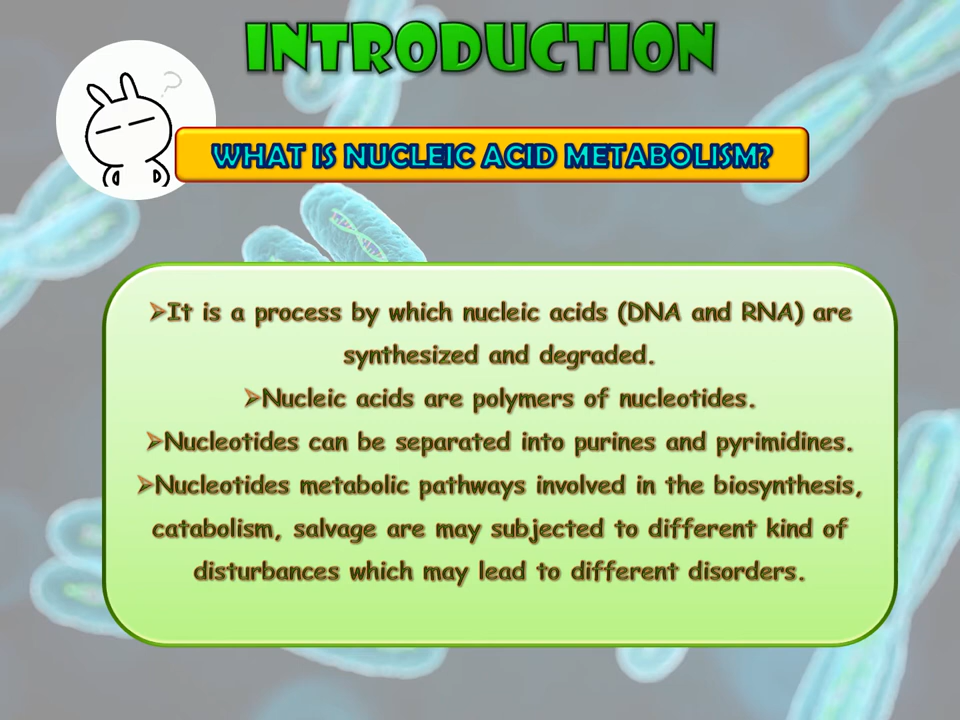 INTRODUCTION
?
WHAT IS NUCLEIC ACID METABOLISM?
➢It is a process by which nucleic acids (DNA and RNA) are
synthesized and degraded.
➢Nucleic acids are polymers of nucleotides.
➢Nucleotides can be separated into purines and pyrimidines.
➢Nucleotides metabolic pathways involved in the biosynthesis,
catabolism, salvage are may subjected to different kind of
disturbances which may lead to different disorders.